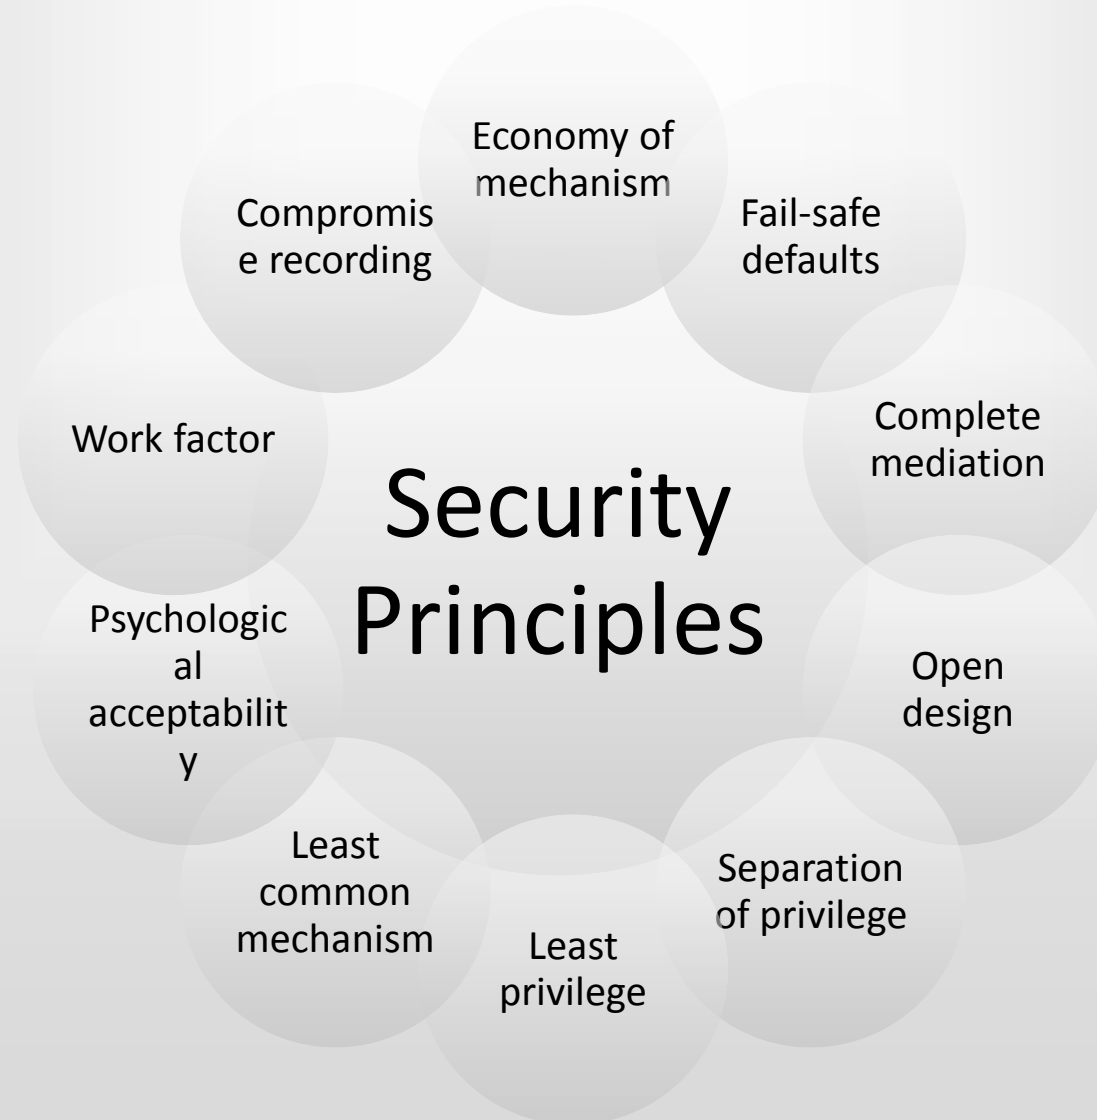 Economy of
mechanism
Fail-safe
defaults
Complete
mediation
Open
design
Separation
of privilege
Least
privilege
Least
common
mechanism
Psychologic
al
acceptabilit
y
Work factor
Compromis
e recording
Security
Principles